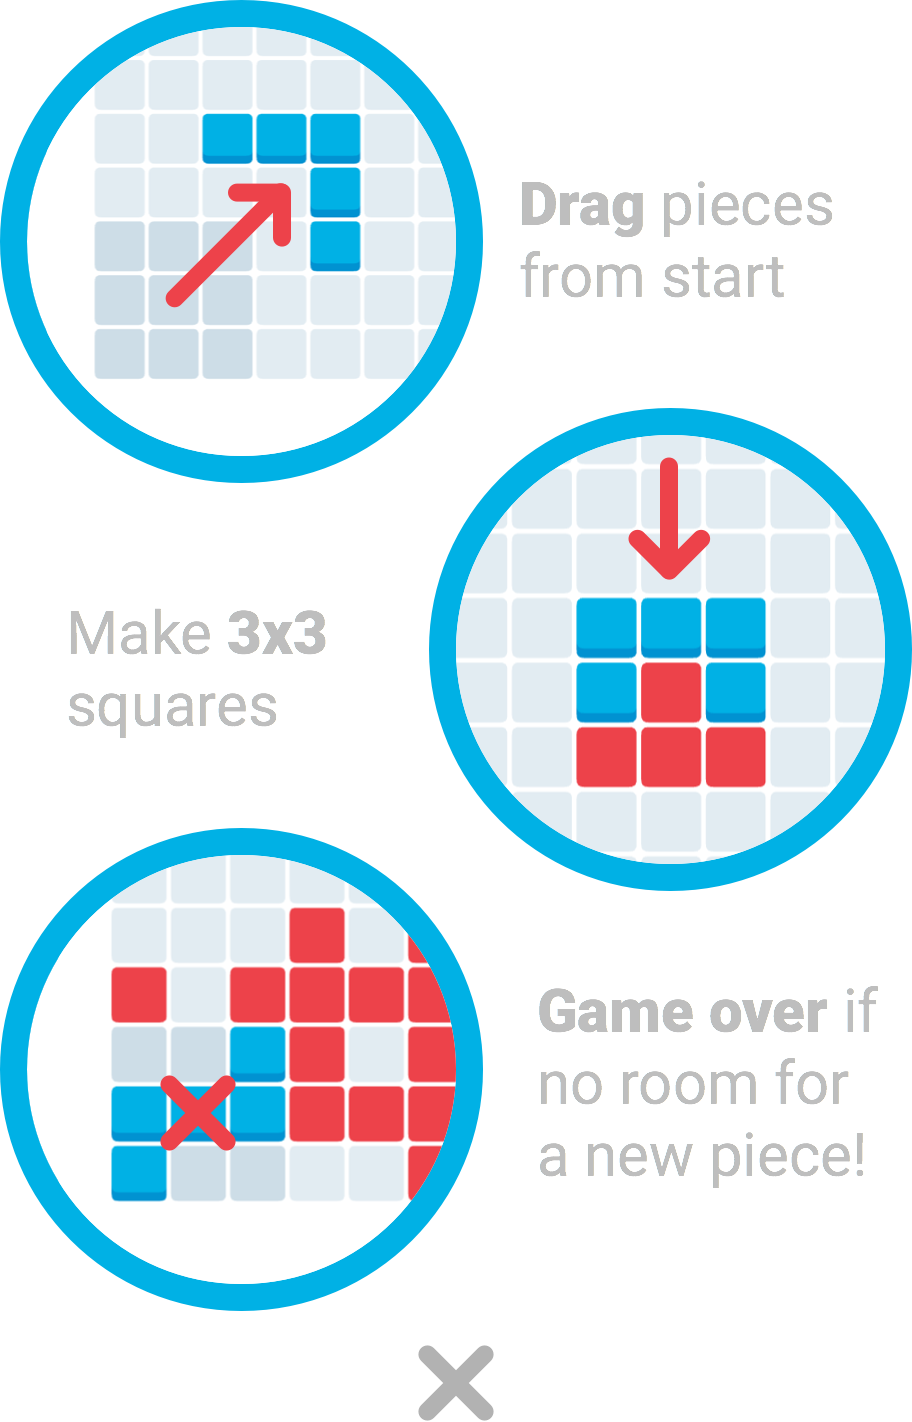 Drag pieces
from start
Make 3x3
squares
Game over if
no room for
a new piece!